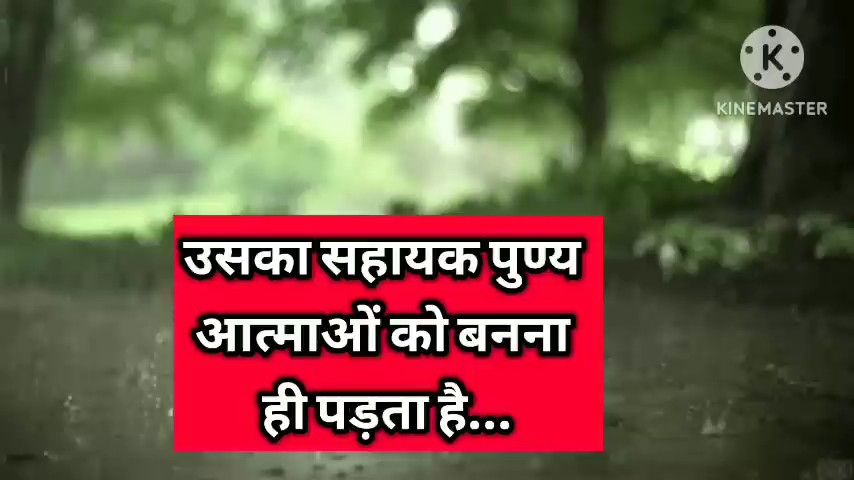 KINEMASTER
उसका सहायक पुण्य
आत्माओं को बनना
ही पड़ता है...